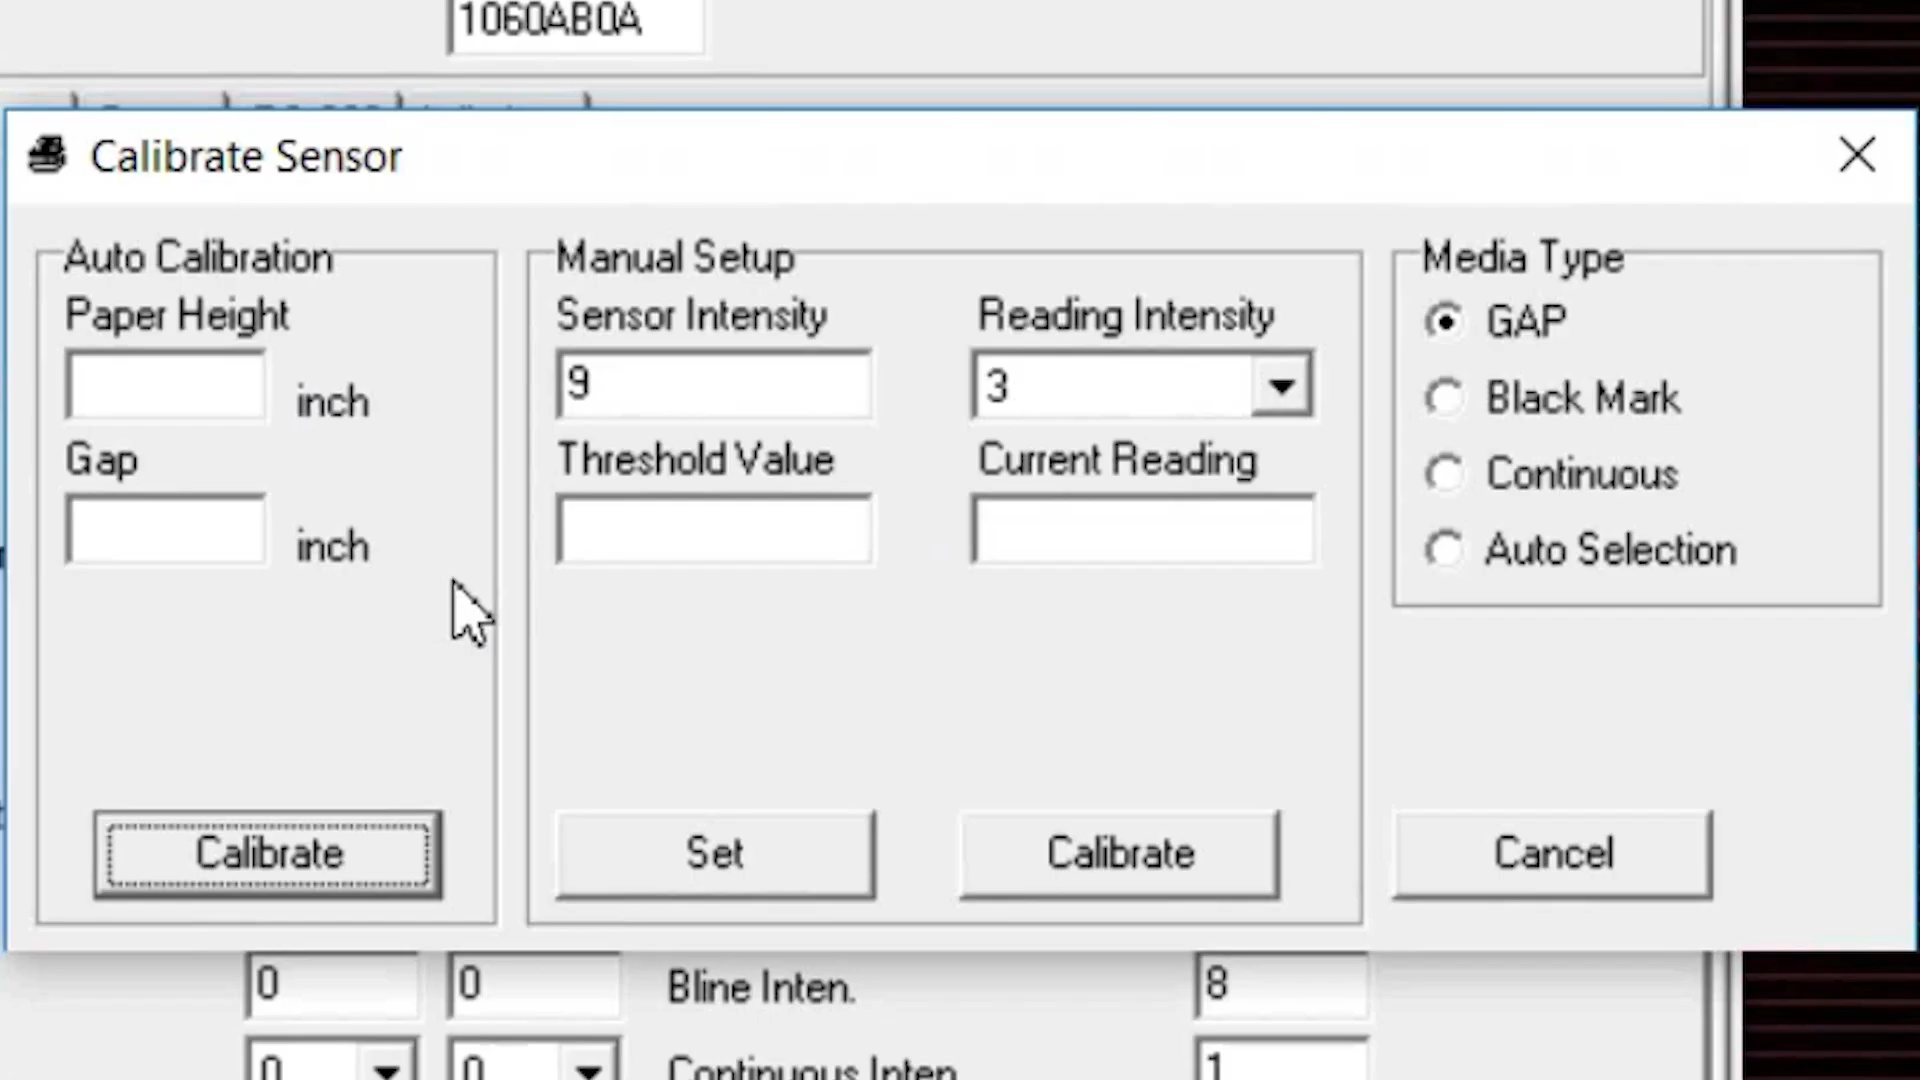 1060AB0A
Calibrate Sensor
Auto Calibration
Paper Height
inch
Gap
inch
Calibrate
Manual Setup
Sensor Intensity
9
Reading Intensity
3
Threshold Value
Current Reading
Set
Calibrate
Media Type
GAP
Black Mark
Continuous
Auto Selection
Cancel
0 0 Bline Inten. 8
0 0 Continuous Inten 1